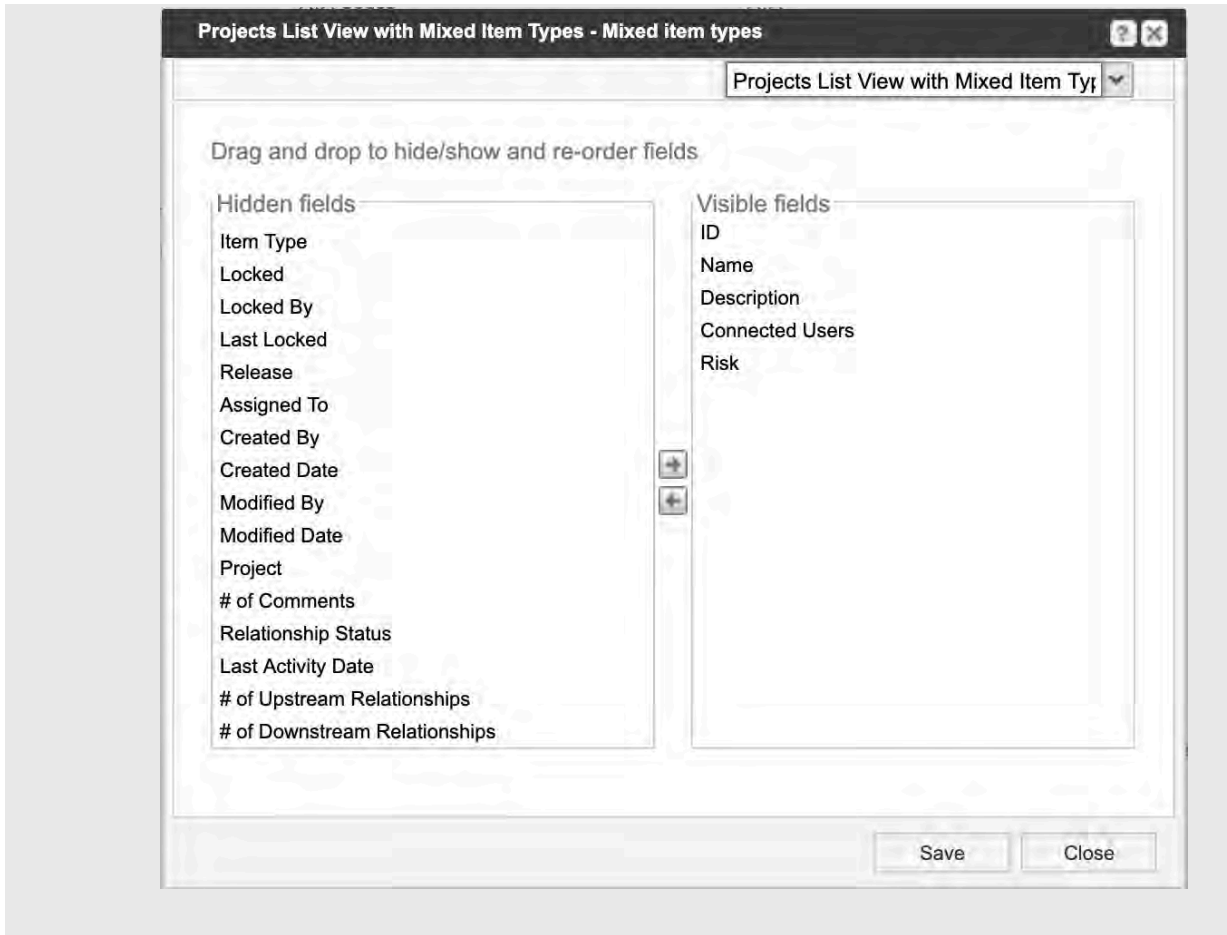 Projects List View with Mixed Item Types - Mixed item types
Projects List View with Mixed Item Typ
Drag and drop to hide/show and re-order fields
Hidden fields
Item Type
Locked
Locked By
Last Locked
Release
Assigned To
Created By
Created Date
Modified By
Modified Date
Project
# of Comments
Relationship Status
Last Activity Date
# of Upstream Relationships
# of Downstream Relationships
Visible fields
ID
Name
Description
Connected Users
Risk
Save
Close